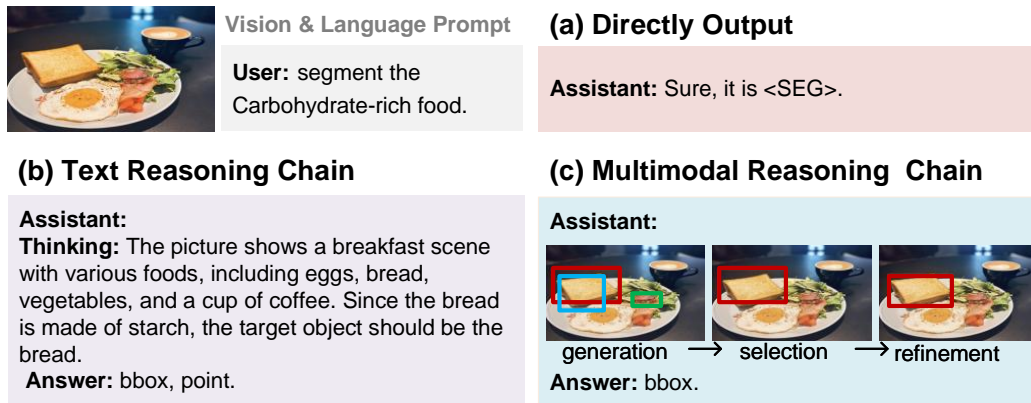 Vision & Language Prompt
User: segment the
Carbohydrate-rich food.
(a) Directly Output
Assistant: Sure, it is <SEG>.
(b) Text Reasoning Chain
Assistant:
Thinking: The picture shows a breakfast scene
with various foods, including eggs, bread,
vegetables, and a cup of coffee. Since the bread
is made of starch, the target object should be the
bread.
Answer: bbox, point.
(c) Multimodal Reasoning Chain
Assistant:
generation → selection → refinement
Answer: bbox.